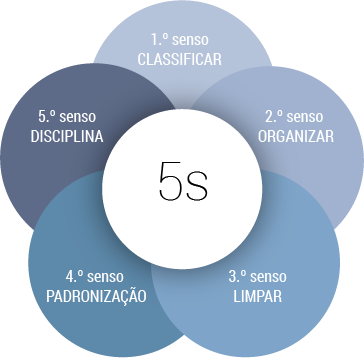 1.º senso
CLASSIFICAR
2.º senso
ORGANIZAR
3.º senso
LIMPAR
4.º senso
PADRONIZAÇÃO
5.º senso
DISCIPLINA
5s